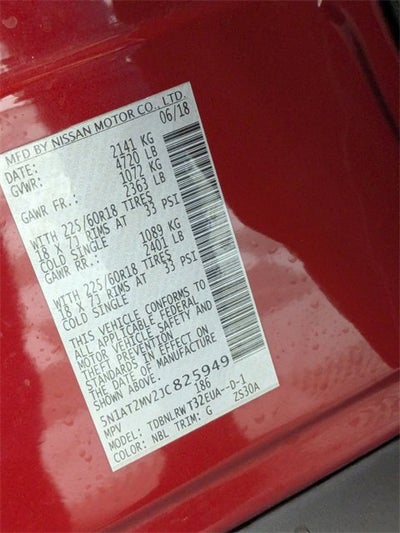 MFD BY NISSAN MOTOR CO., LTD.
DATE: 06/18
GVWR: 2141 KG
4720 LB
GAWR FR.: 1072 KG
2363 LB
WITH 225/60R18 TIRES
18 X 7J RIMS AT 33 PSI
COLD SINGLE
GAWR RR.: 1089 KG
2401 LB
WITH 225/60R18 TIRES
18 X 7J RIMS AT 33 PSI
COLD SINGLE
THIS VEHICLE CONFORMS TO
ALL APPLICABLE FEDERAL
MOTOR VEHICLE SAFETY AND
THEFT PREVENTION
STANDARDS IN EFFECT ON
THE DATE OF MANUFACTURE
SHOWN ABOVE.
5N1AT2MV2JC825949
MPV 186
MODEL: TDBNLRWT32EUA--D-1
COLOR: NBL TRIM: G ZS30A